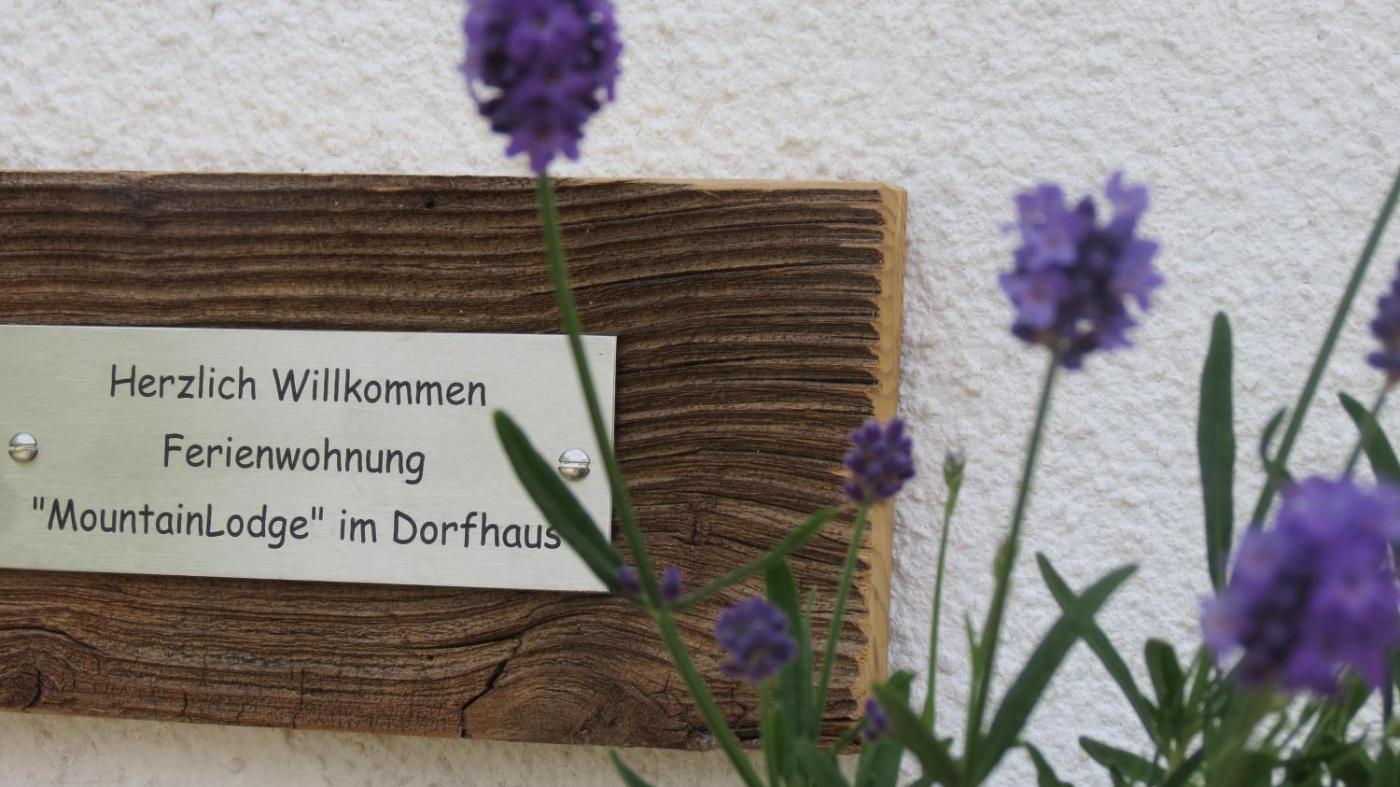 Herzlich Willkommen
Ferienwohnung
"MountainLodge" im Dorfhaus